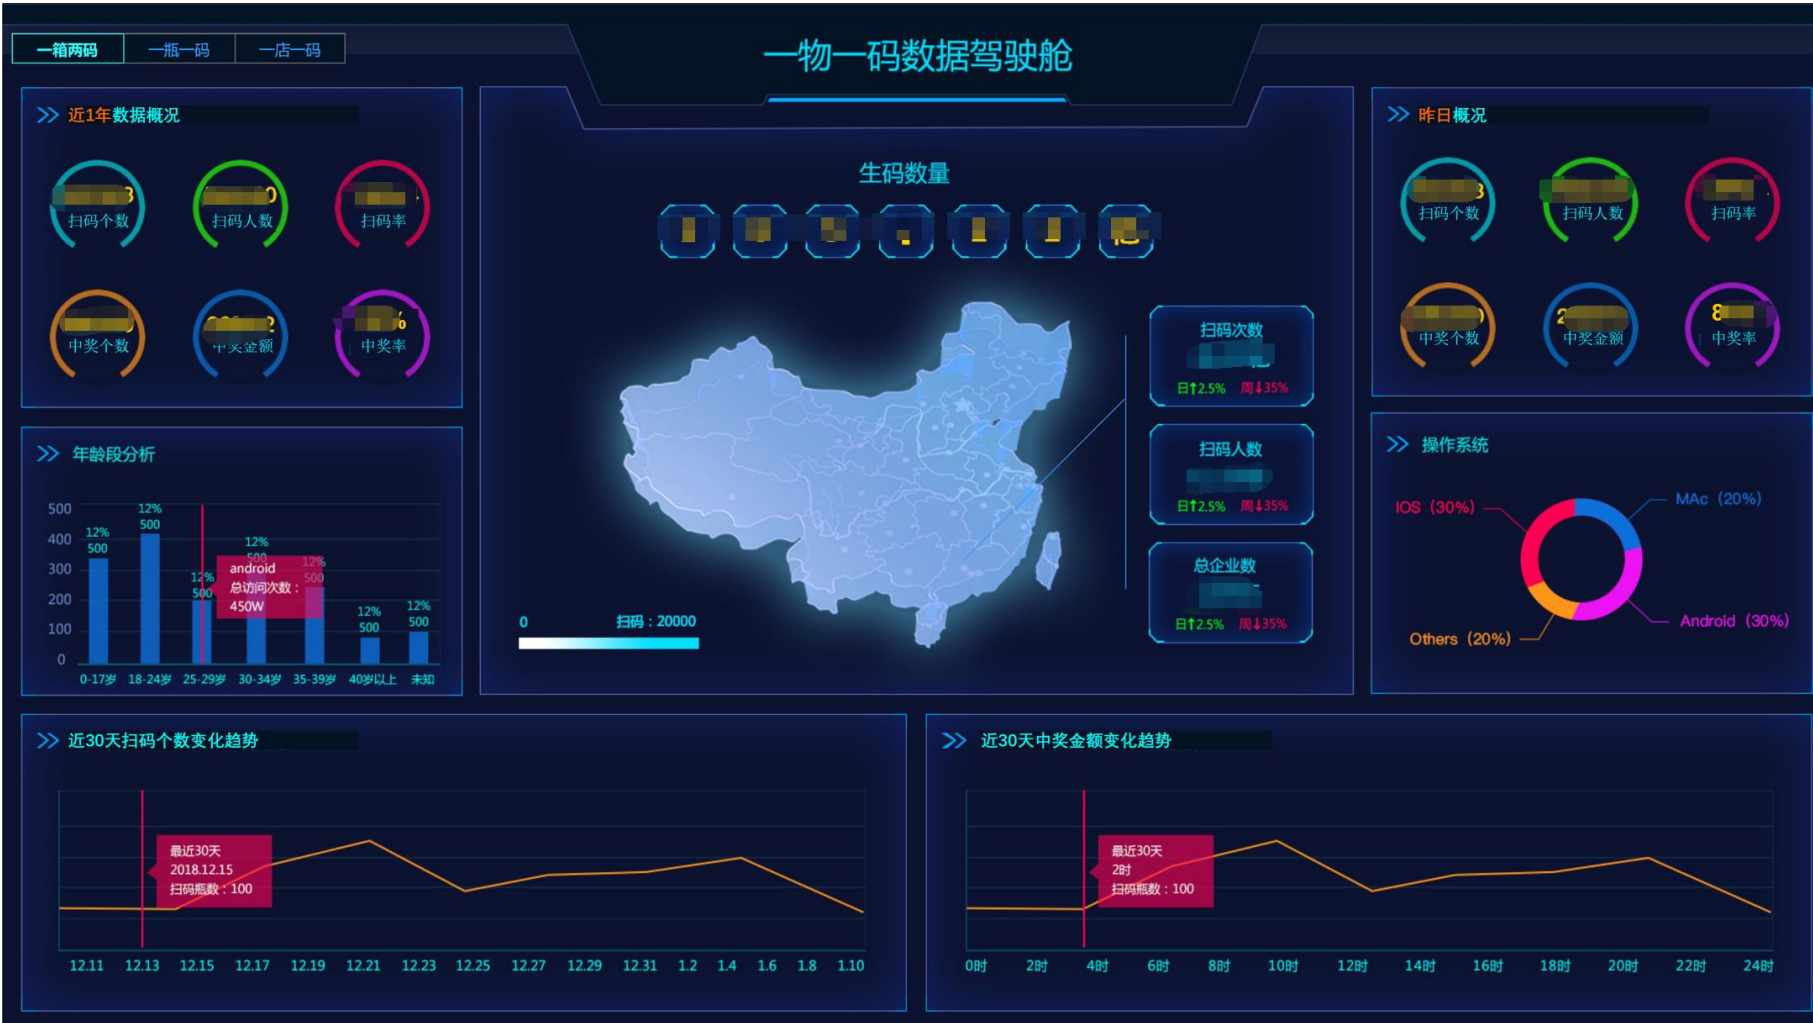 一箱两码
一瓶一码
一店一码
一物一码数据驾驶舱
近1年数据概况
扫码个数
扫码人数
扫码率
中奖个数
中奖金额
中奖率
生码数量
扫码次数
日↑2.5% 周↓35%
扫码人数
日↑2.5% 周↓35%
总企业数
日↑2.5% 周↓35%
0 扫码：20000
昨日概况
扫码个数
扫码人数
扫码率
中奖个数
中奖金额
中奖率
年龄段分析
500
400
300
200
100
0
12%
500
12%
500
12%
500
12%
500
12%
500
12%
500
12%
500
android
总访问次数：
450W
0-17岁 18-24岁 25-29岁 30-34岁 35-39岁 40岁以上 未知
操作系统
IOS（30%）
MAc（20%）
Others（20%）
Android（30%）
近30天扫码个数变化趋势
最近30天
2018.12.15
扫码瓶数：100
12.11 12.13 12.15 12.17 12.19 12.21 12.23 12.25 12.27 12.29 12.31 1.2 1.4 1.6 1.8 1.10
近30天中奖金额变化趋势
最近30天
2时
扫码瓶数：100
0时 2时 4时 6时 8时 10时 12时 14时 16时 18时 20时 22时 24时